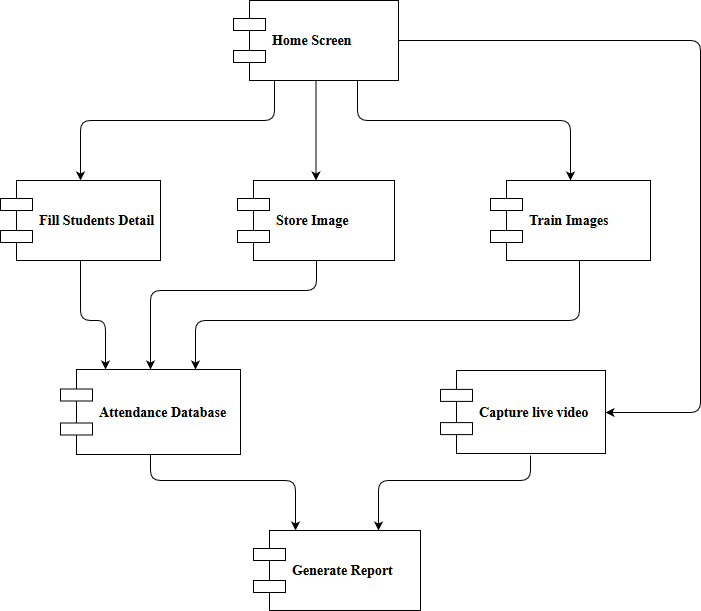 Home Screen
Fill Students Detail
Store Image
Train Images
Attendance Database
Capture live video
Generate Report